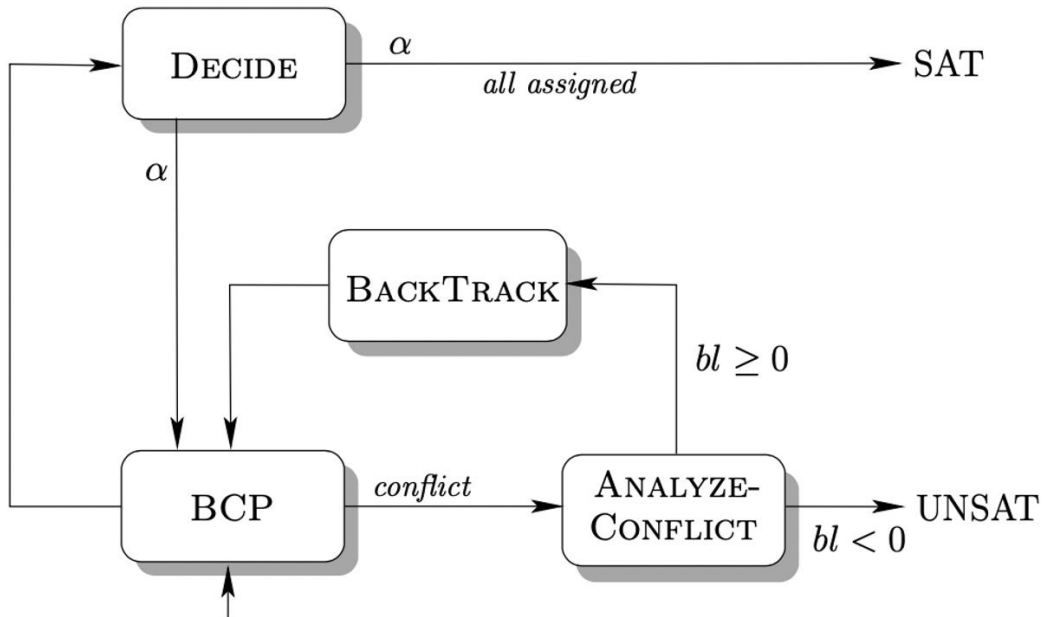 DECIDE
α
all assigned
SAT
α
BACKTRACK
bl ≥ 0
BCP
conflict
ANALYZE-
CONFLICT
UNSAT
bl < 0